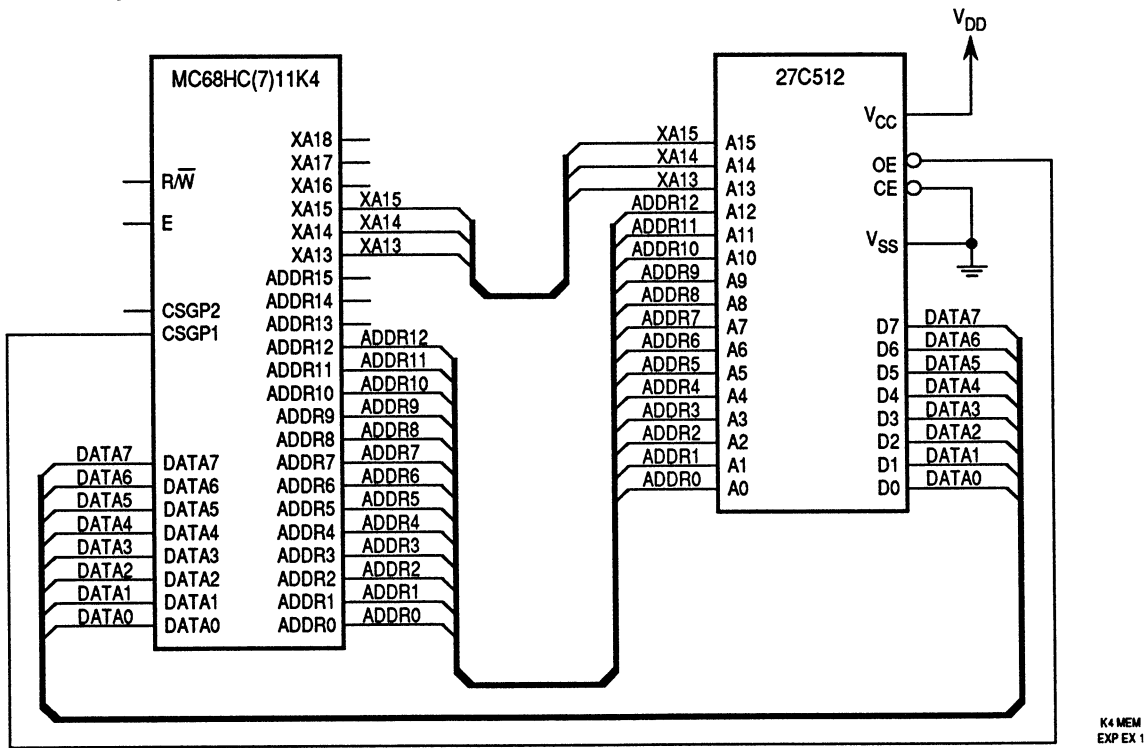 V_DD
MC68HC(7)11K4
27C512
XA18
XA17
XA16
XA15
XA14
XA13
ADDR15
ADDR14
ADDR13
ADDR12
ADDR11
ADDR10
ADDR9
ADDR8
ADDR7
ADDR6
ADDR5
ADDR4
ADDR3
ADDR2
ADDR1
ADDR0
R/W̅
E
CSGP2
CSGP1
DATA7
DATA6
DATA5
DATA4
DATA3
DATA2
DATA1
DATA0
DATA7
DATA6
DATA5
DATA4
DATA3
DATA2
DATA1
DATA0
XA15
XA14
XA13
ADDR12
ADDR11
ADDR10
ADDR9
ADDR8
ADDR7
ADDR6
ADDR5
ADDR4
ADDR3
ADDR2
ADDR1
ADDR0
XA15
XA14
XA13
ADDR12
ADDR11
ADDR10
ADDR9
ADDR8
ADDR7
ADDR6
ADDR5
ADDR4
ADDR3
ADDR2
ADDR1
ADDR0
A15
A14
A13
A12
A11
A10
A9
A8
A7
A6
A5
A4
A3
A2
A1
A0
V_CC
OE
CE
V_SS
D7
D6
D5
D4
D3
D2
D1
D0
DATA7
DATA6
DATA5
DATA4
DATA3
DATA2
DATA1
DATA0
K4 MEM
EXP EX 1